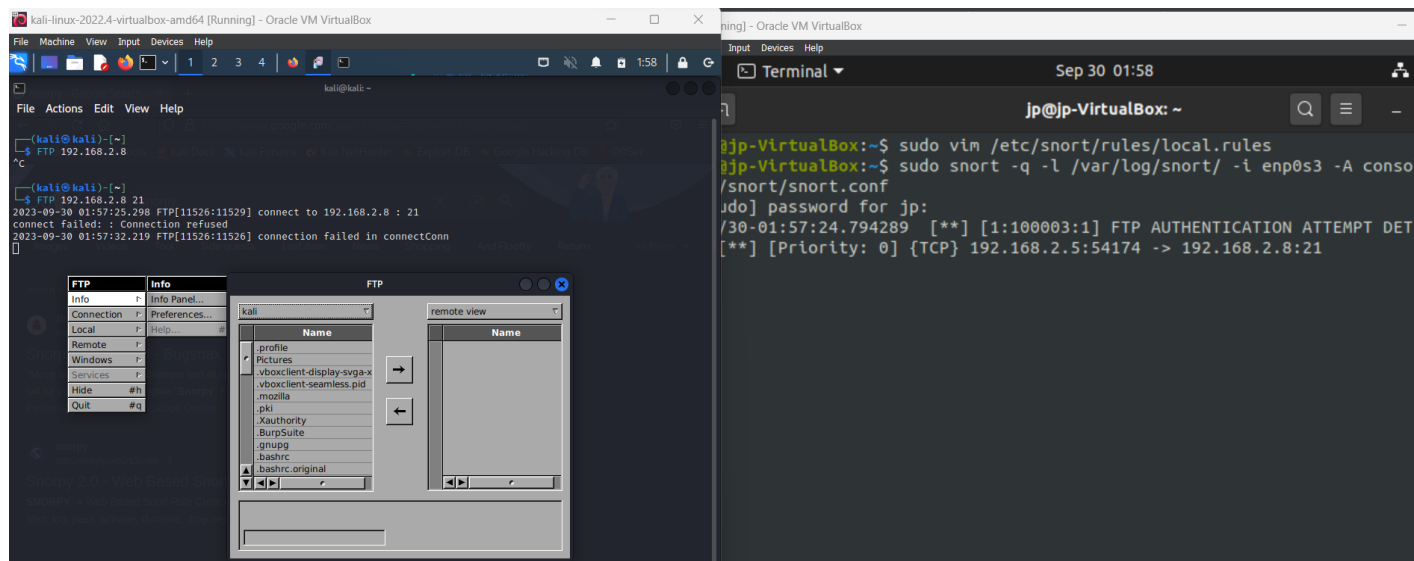 kali-linux-2022.4-virtualbox-amd64 [Running] - Oracle VM VirtualBox
File Machine View Input Devices Help
1 2 3 4 1:58
kali@kali: ~
File Actions Edit View Help
(kali㉿kali)-[~]
$ FTP 192.168.2.8
^C
(kali㉿kali)-[~]
$ FTP 192.168.2.8 21
2023-09-30 01:57:25.298 FTP[11526:11529] connect to 192.168.2.8 : 21
connect failed: : Connection refused
2023-09-30 01:57:32.219 FTP[11526:11526] connection failed in connectConn
FTP
Info
Connection
Local
Remote
Windows
Services
Hide #h
Quit #q
Info
Info Panel...
Preferences...
Help... #
FTP
kali
Name
.profile
Pictures
.vboxclient-display-svga-x
.vboxclient-seamless.pid
.mozilla
.pki
.Xauthority
.BurpSuite
.gnupg
.bashrc
.bashrc.original
remote view
Name
ning] - Oracle VM VirtualBox
Input Devices Help
Terminal
Sep 30 01:58
jp@jp-VirtualBox: ~
@jp-VirtualBox:~$ sudo vim /etc/snort/rules/local.rules
@jp-VirtualBox:~$ sudo snort -q -l /var/log/snort/ -i enp0s3 -A conso
/snort/snort.conf
udo] password for jp:
/30-01:57:24.794289 [**] [1:100003:1] FTP AUTHENTICATION ATTEMPT DET
[**] [Priority: 0] {TCP} 192.168.2.5:54174 -> 192.168.2.8:21